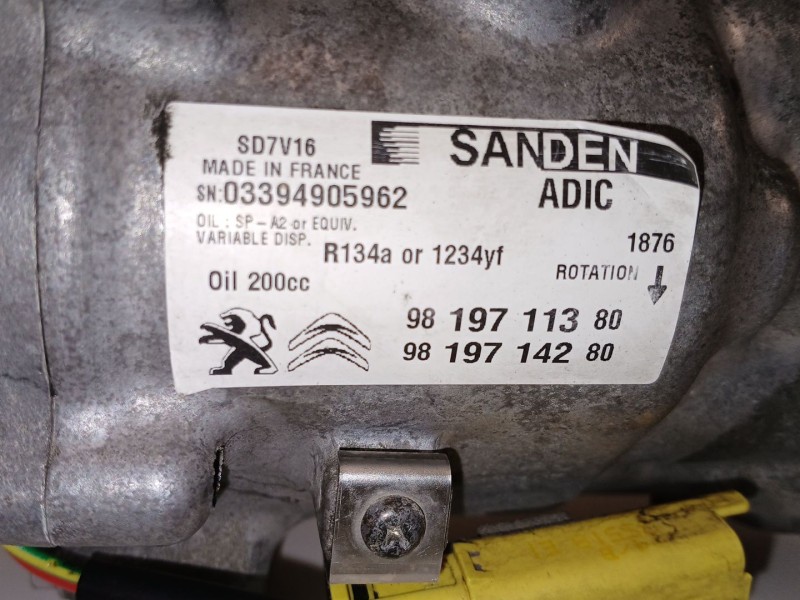 SD7V16
MADE IN FRANCE
SN:03394905962
OIL : SP-A2 or EQUIV.
VARIABLE DISP.
Oil 200cc
SANDEN
ADIC
R134a or 1234yf
1876
ROTATION
98 197 113 80
98 197 142 80